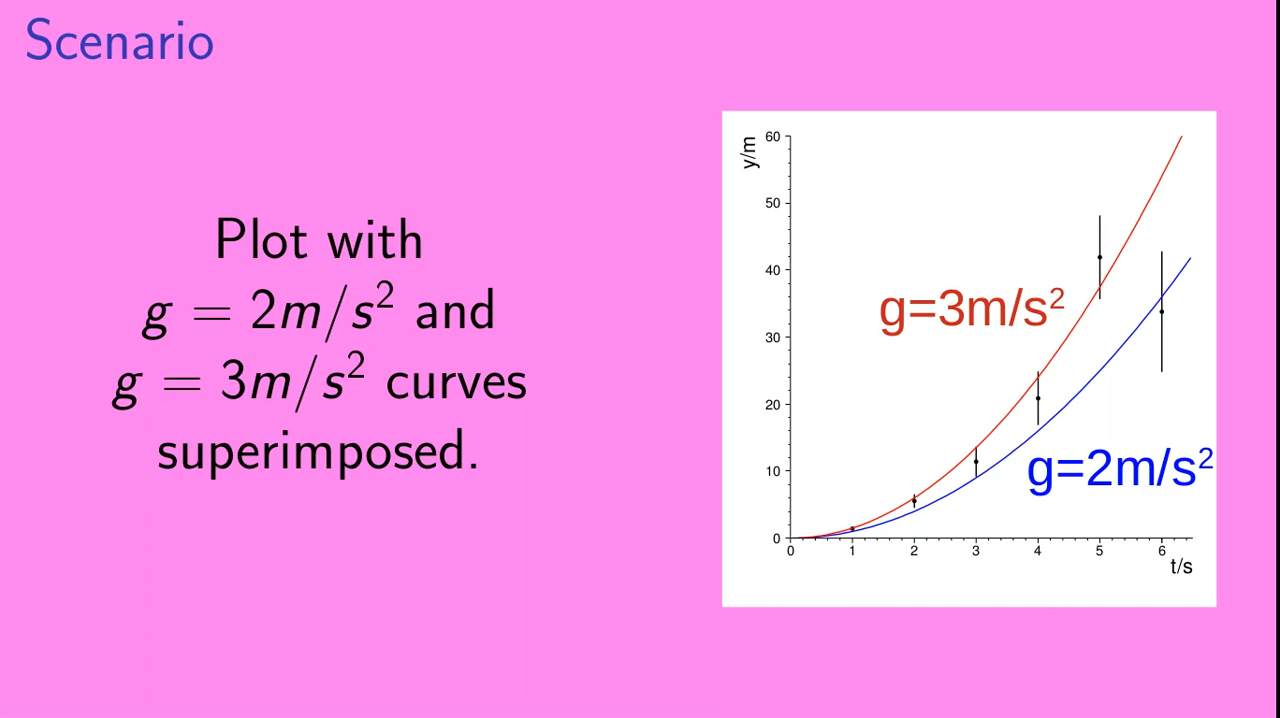 Scenario
Plot with
g = 2m/s² and
g = 3m/s² curves
superimposed.
y/m
60
50
40
30
20
10
0
g=3m/s²
g=2m/s²
0 1 2 3 4 5 6
t/s